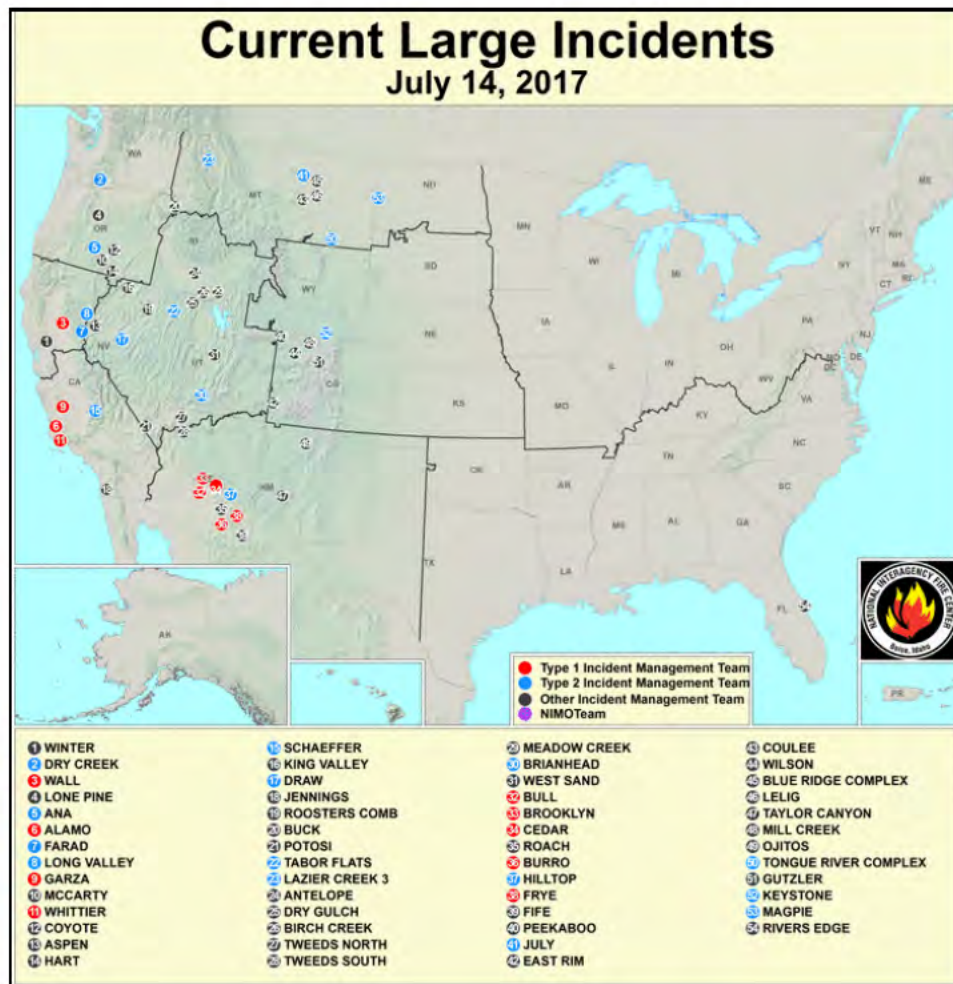 Current Large Incidents
July 14, 2017
WA
MT
ND
OR
ID
MN
ME
VT
NH
SD
WI
MI
NY
MA
RI
CT
WY
IA
PA
NJ
NE
NV
UT
IL
IN
OH
MD
DE
DC
CA
CO
WV
VA
KS
MO
KY
NC
TN
NM
OK
AR
SC
MS
AL
GA
TX
LA
FL
AK
PR
NATIONAL INTERAGENCY FIRE CENTER
Boise, Idaho
Type 1 Incident Management Team
Type 2 Incident Management Team
Other Incident Management Team
NIMOTeam
1 WINTER
2 DRY CREEK
3 WALL
4 LONE PINE
5 ANA
6 ALAMO
7 FARAD
8 LONG VALLEY
9 GARZA
10 MCCARTY
11 WHITTIER
12 COYOTE
13 ASPEN
14 HART
15 SCHAEFFER
16 KING VALLEY
17 DRAW
18 JENNINGS
19 ROOSTERS COMB
20 BUCK
21 POTOSI
22 TABOR FLATS
23 LAZIER CREEK 3
24 ANTELOPE
25 DRY GULCH
26 BIRCH CREEK
27 TWEEDS NORTH
28 TWEEDS SOUTH
29 MEADOW CREEK
30 BRIANHEAD
31 WEST SAND
32 BULL
33 BROOKLYN
34 CEDAR
35 ROACH
36 BURRO
37 HILLTOP
38 FRYE
39 FIFE
40 PEEKABOO
41 JULY
42 EAST RIM
43 COULEE
44 WILSON
45 BLUE RIDGE COMPLEX
46 LELIG
47 TAYLOR CANYON
48 MILL CREEK
49 OJITOS
50 TONGUE RIVER COMPLEX
51 GUTZLER
52 KEYSTONE
53 MAGPIE
54 RIVERS EDGE